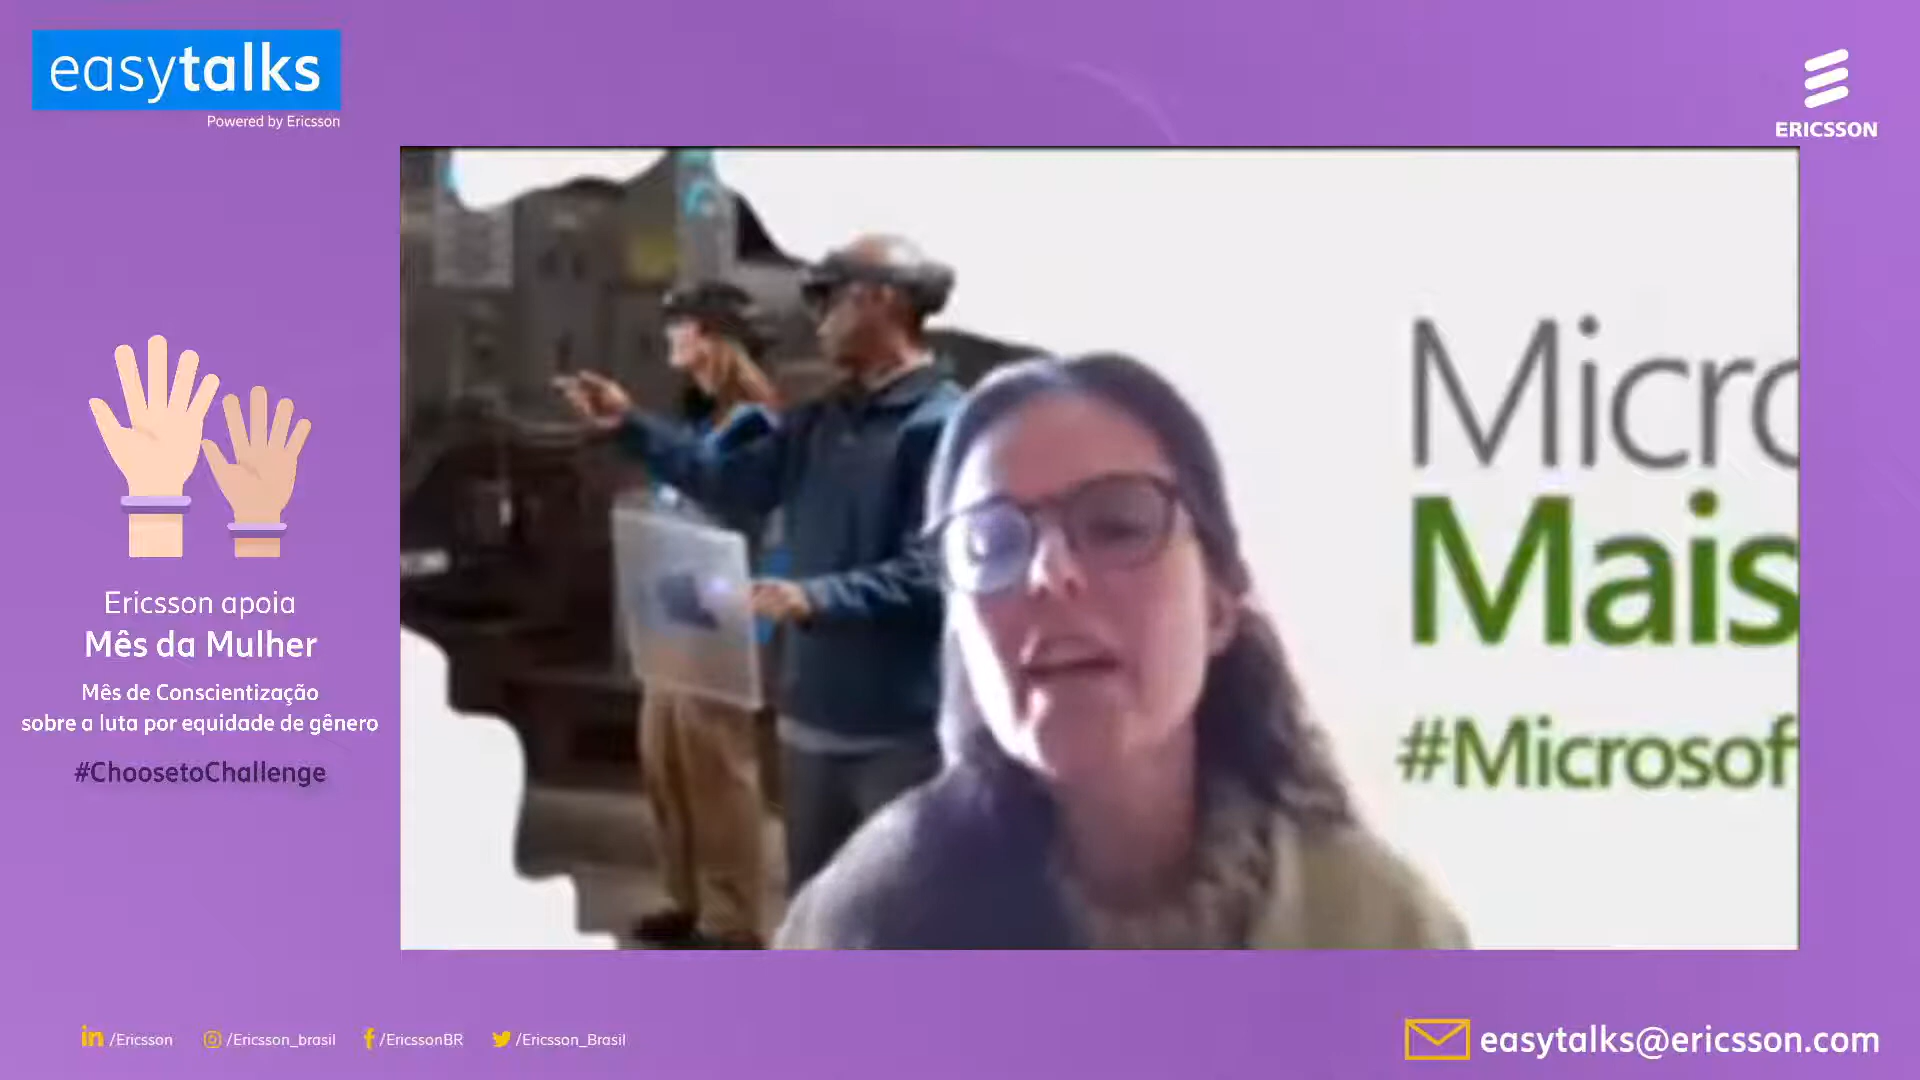 easytalks
Powered by Ericsson
ERICSSON
Micro
Mais
#Microsof
Ericsson apoia
Mês da Mulher
Mês de Conscientização
sobre a luta por equidade de gênero
#ChoosetoChallenge
in /Ericsson
/Ericsson_brasil
f /EricssonBR
/Ericsson_Brasil
easytalks@ericsson.com